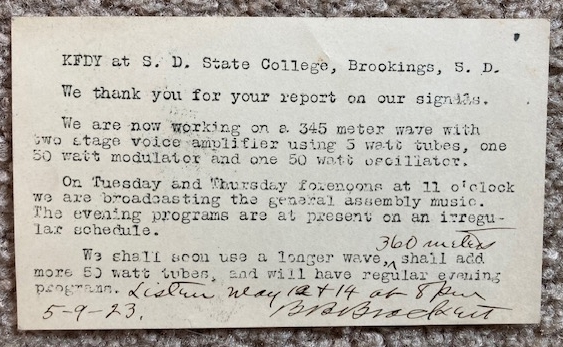 KFDY at S. D. State College, Brookings, S. D.
We thank you for your report on our signals.
We are now working on a 345 meter wave with
two stage voice amplifier using 5 watt tubes, one
50 watt modulator and one 50 watt oscillator.
On Tuesday and Thursday forenoons at 11 o'clock
we are broadcasting the general assembly music.
The evening programs are at present on an irregu-
lar schedule.
360 meters
We shall soon use a longer wave, shall add
more 50 watt tubes, and will have regular evening
programs. Listen May 12 + 14 at 8 pm
5-9-23.